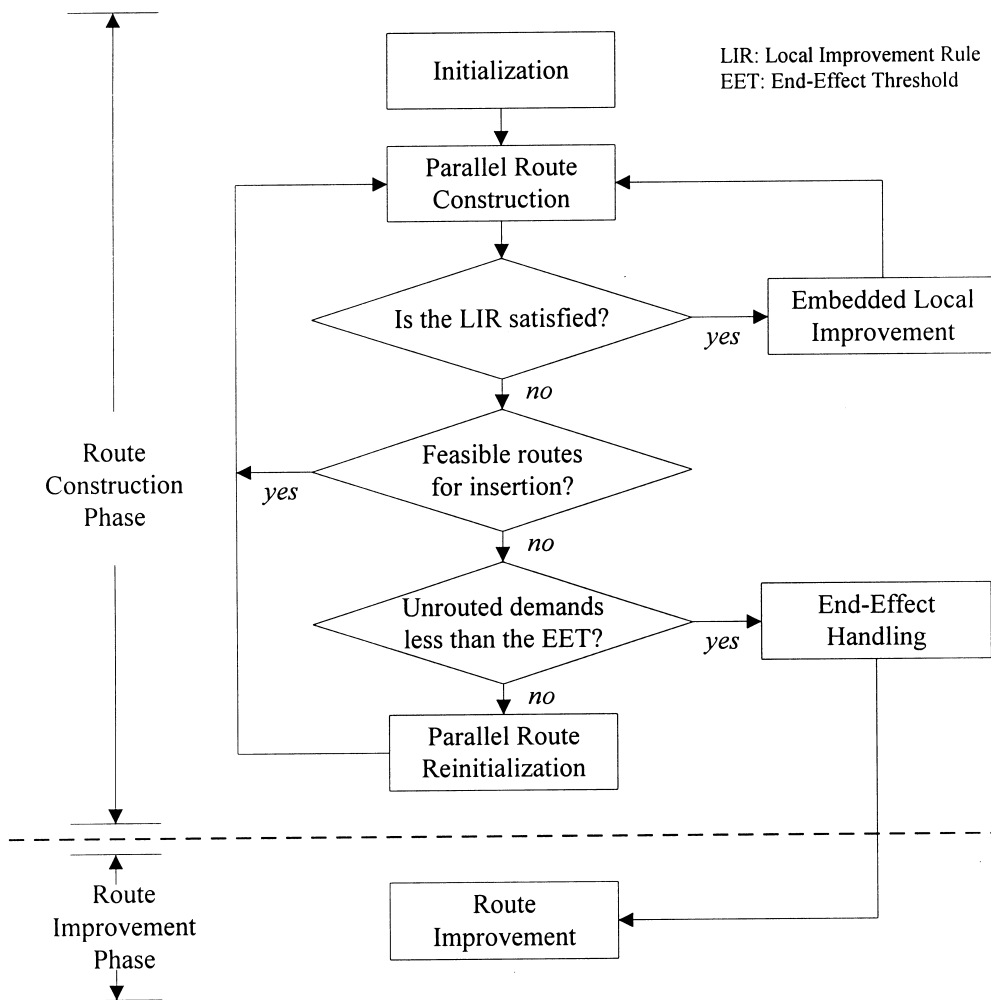 Initialization
LIR: Local Improvement Rule
EET: End-Effect Threshold
Parallel Route
Construction
Is the LIR satisfied?
yes
Embedded Local
Improvement
no
Feasible routes
for insertion?
yes
no
Route
Construction
Phase
Unrouted demands
less than the EET?
yes
End-Effect
Handling
no
Parallel Route
Reinitialization
Route
Improvement
Phase
Route
Improvement